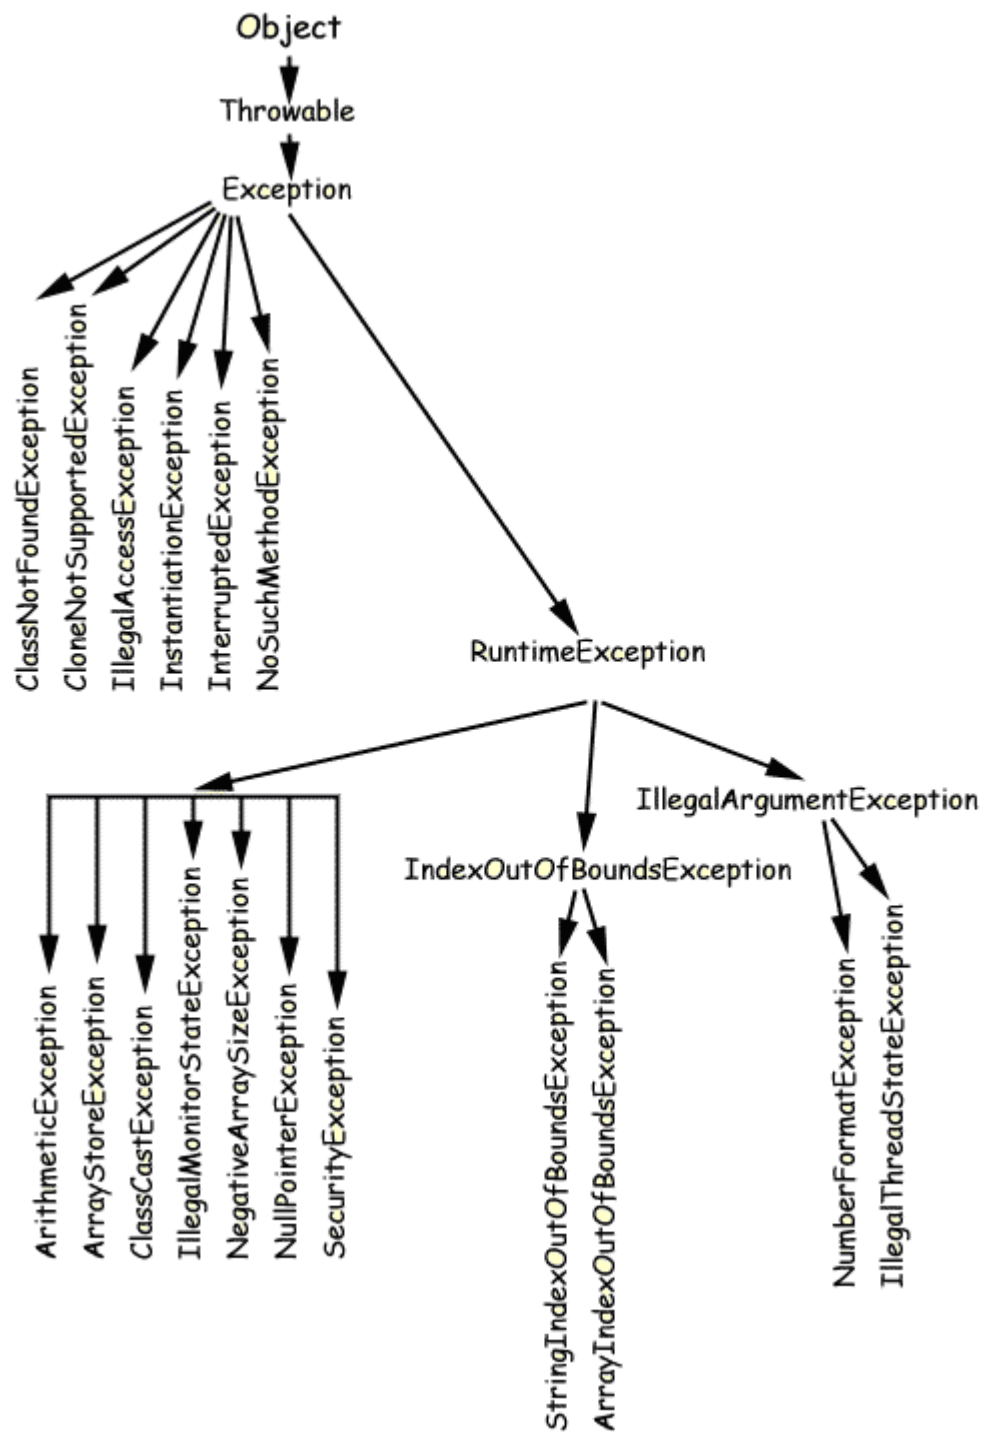 Object
Throwable
Exception
ClassNotFoundException
CloneNotSupportedException
IllegalAccessException
InstantiationException
InterruptedException
NoSuchMethodException
RuntimeException
IllegalArgumentException
IndexOutOfBoundsException
ArithmeticException
ArrayStoreException
ClassCastException
IllegalMonitorStateException
NegativeArraySizeException
NullPointerException
SecurityException
StringIndexOutOfBoundsException
ArrayIndexOutOfBoundsException
NumberFormatException
IllegalThreadStateException